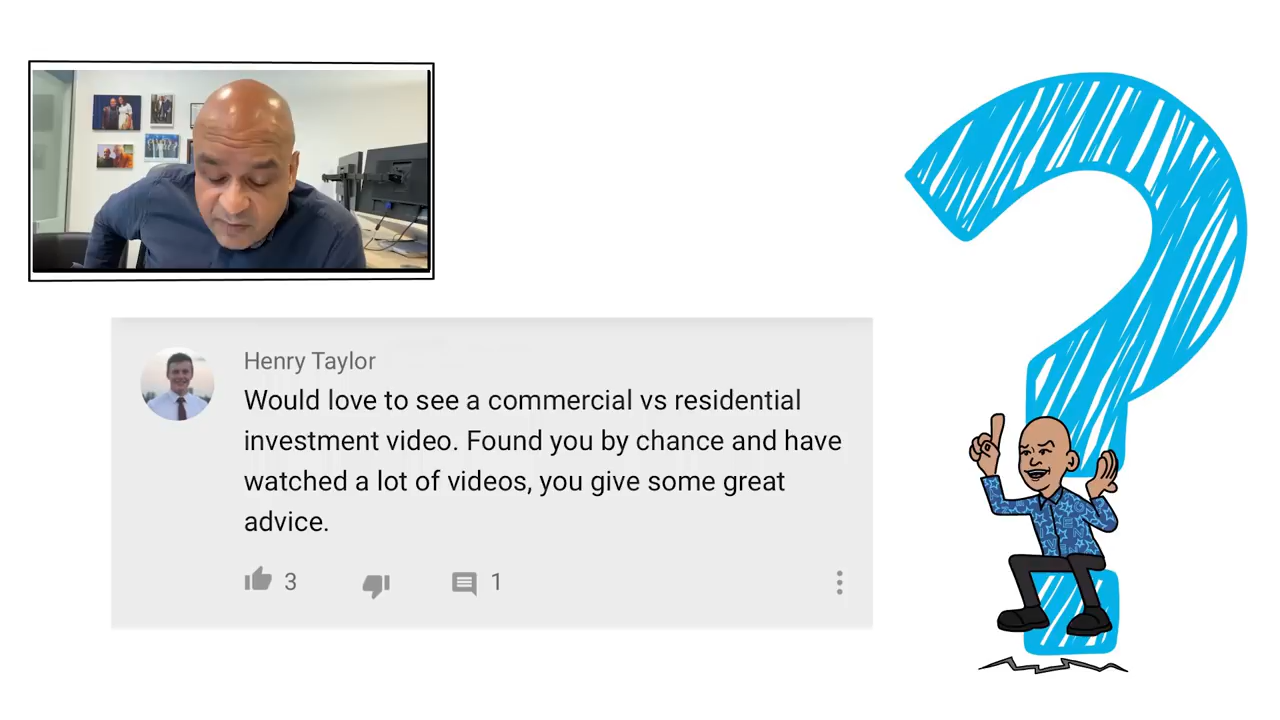 Henry Taylor
Would love to see a commercial vs residential
investment video. Found you by chance and have
watched a lot of videos, you give some great
advice.
3
1